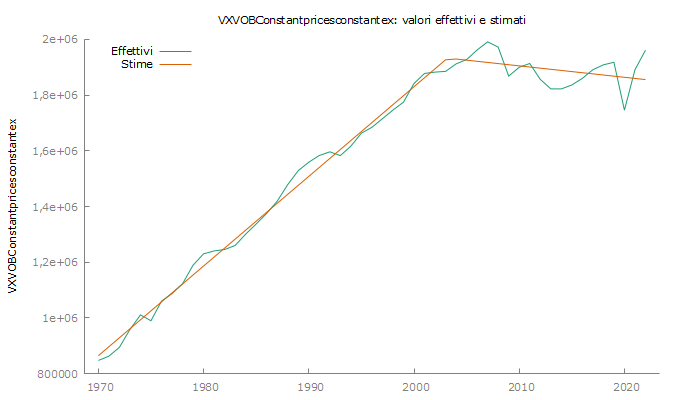 VXVOBConstantpricesconstantex: valori effettivi e stimati
2e+06
Effettivi
Stime
1,8e+06
1,6e+06
1,4e+06
1,2e+06
1e+06
800000
VXVOBConstantpricesconstantex
1970 1980 1990 2000 2010 2020